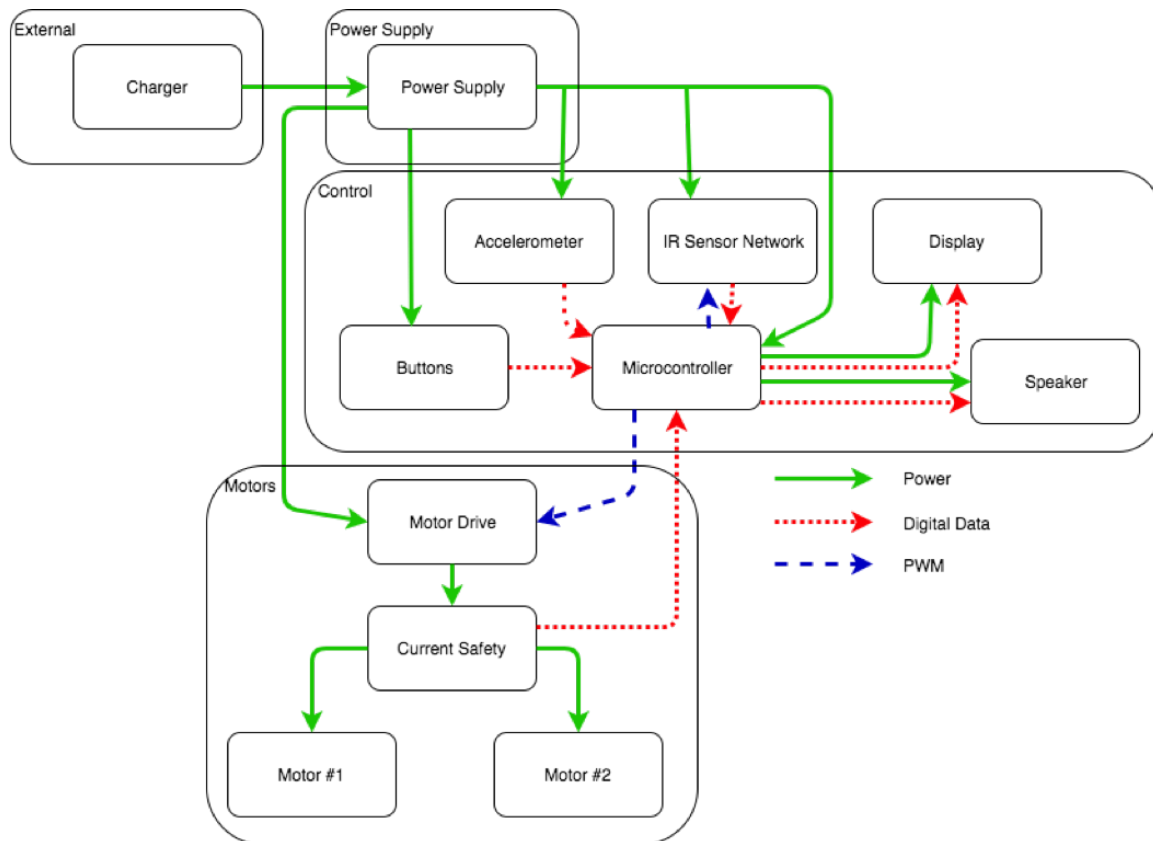 External
Charger
Power Supply
Power Supply
Control
Accelerometer
IR Sensor Network
Display
Buttons
Microcontroller
Speaker
Motors
Motor Drive
Current Safety
Motor #1
Motor #2
Power
Digital Data
PWM